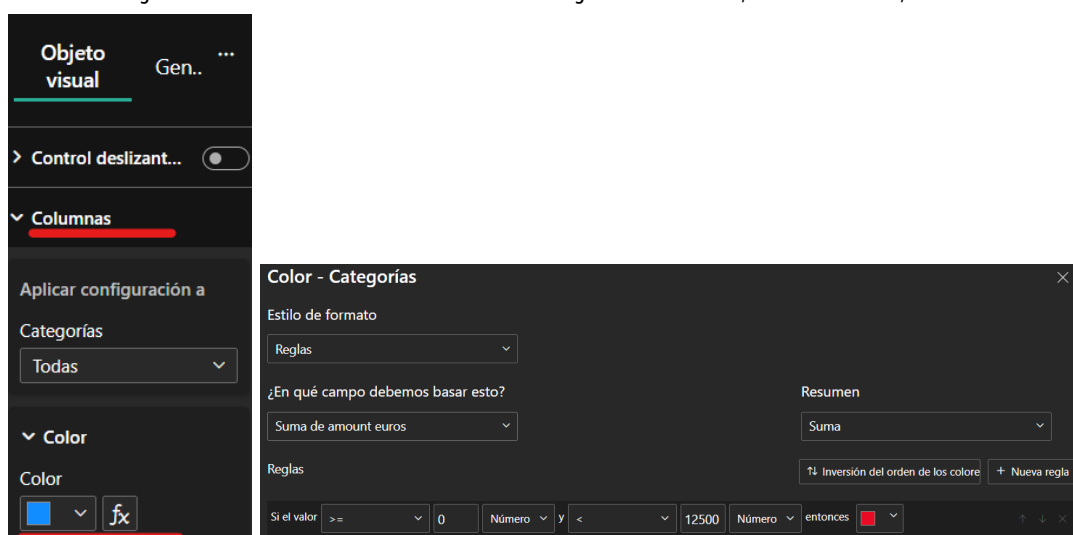 Objeto
visual
Gen..
...
Control deslizant...
Columnas
Aplicar configuración a
Categorías
Todas
Color
Color
fx
Color - Categorías
Estilo de formato
Reglas
¿En qué campo debemos basar esto?
Resumen
Suma de amount euros
Suma
Reglas
Inversión del orden de los colore
+ Nueva regla
Si el valor >= 0 Número y < 12500 Número entonces